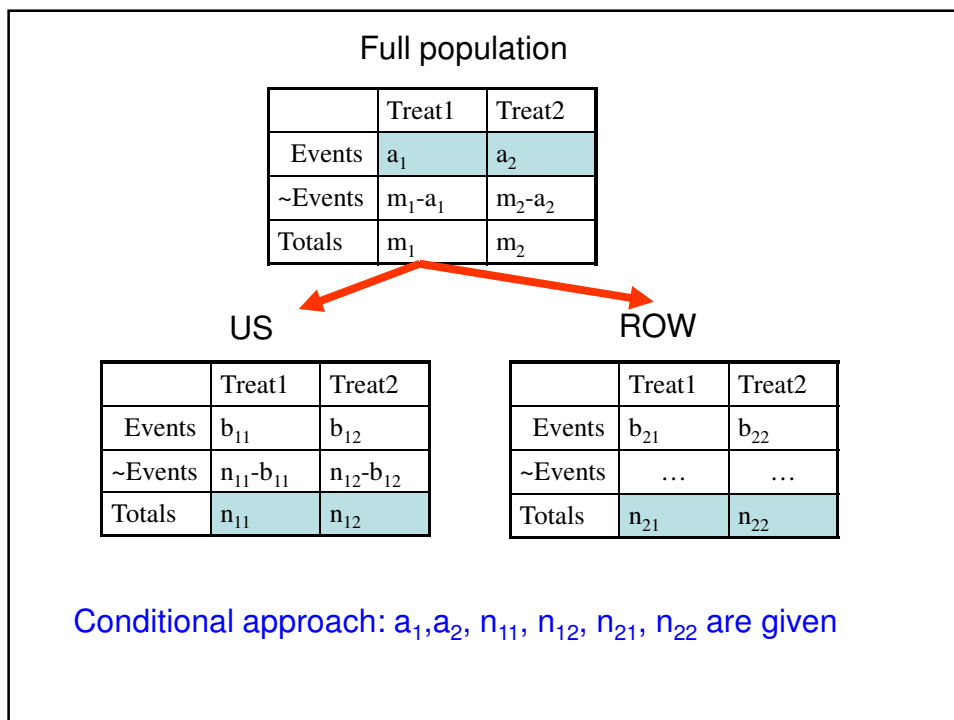 Full population
Treat1 Treat2
Events a₁ a₂
~Events m₁-a₁ m₂-a₂
Totals m₁ m₂
US
Treat1 Treat2
Events b₁₁ b₁₂
~Events n₁₁-b₁₁ n₁₂-b₁₂
Totals n₁₁ n₁₂
ROW
Treat1 Treat2
Events b₂₁ b₂₂
~Events … …
Totals n₂₁ n₂₂
Conditional approach: a₁,a₂, n₁₁, n₁₂, n₂₁, n₂₂ are given